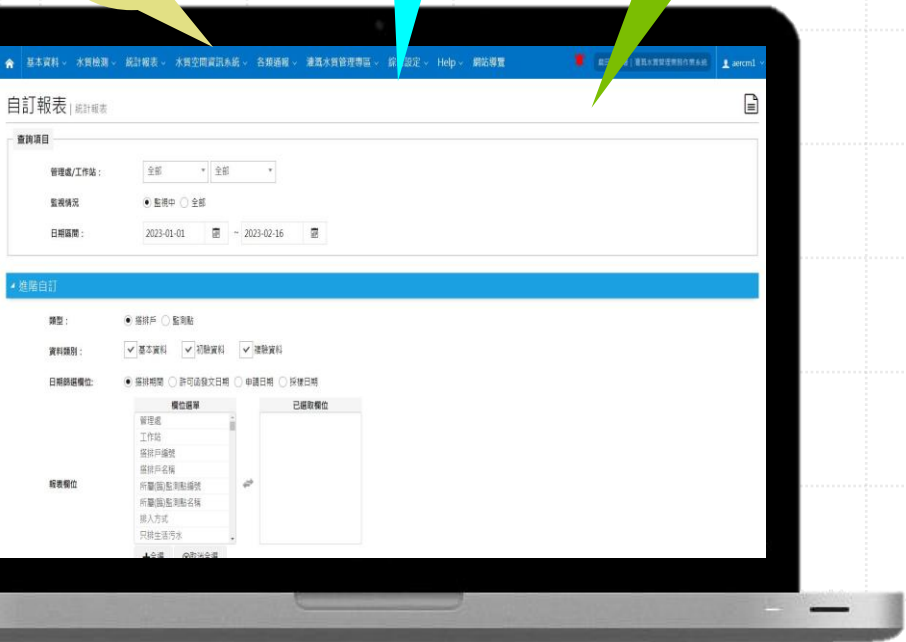 基本資料 水質檢測 統計報表 水質空間資訊系統 各類通報 灌溉水質管理專區 設定 Help 網站導覽 aercm1
自訂報表 | 統計報表
查詢項目
管理處/工作站 : 全部 全部
監視情況 監視中 全部
日期區間 : 2023-01-01 ~ 2023-02-16
進階自訂
類型 : 搭排戶 監測點
資料類別 : 基本資料 初驗資料 複驗資料
日期篩選欄位: 搭排期間 許可函發文日期 申請日期 採樣日期
欄位選單 已選取欄位
管理處
工作站
搭排戶編號
搭排戶名稱
所屬(圳)監測點編號
所屬(圳)監測點名稱
報表欄位
排入方式
只排生活污水
全選 取消全選